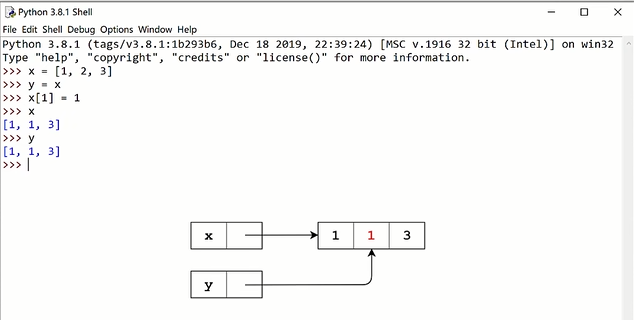 Python 3.8.1 Shell
File Edit Shell Debug Options Window Help
Python 3.8.1 (tags/v3.8.1:1b293b6, Dec 18 2019, 22:39:24) [MSC v.1916 32 bit (Intel)] on win32
Type "help", "copyright", "credits" or "license()" for more information.
>>> x = [1, 2, 3]
>>> y = x
>>> x[1] = 1
>>> x
[1, 1, 3]
>>> y
[1, 1, 3]
>>>
x 1 1 3
y